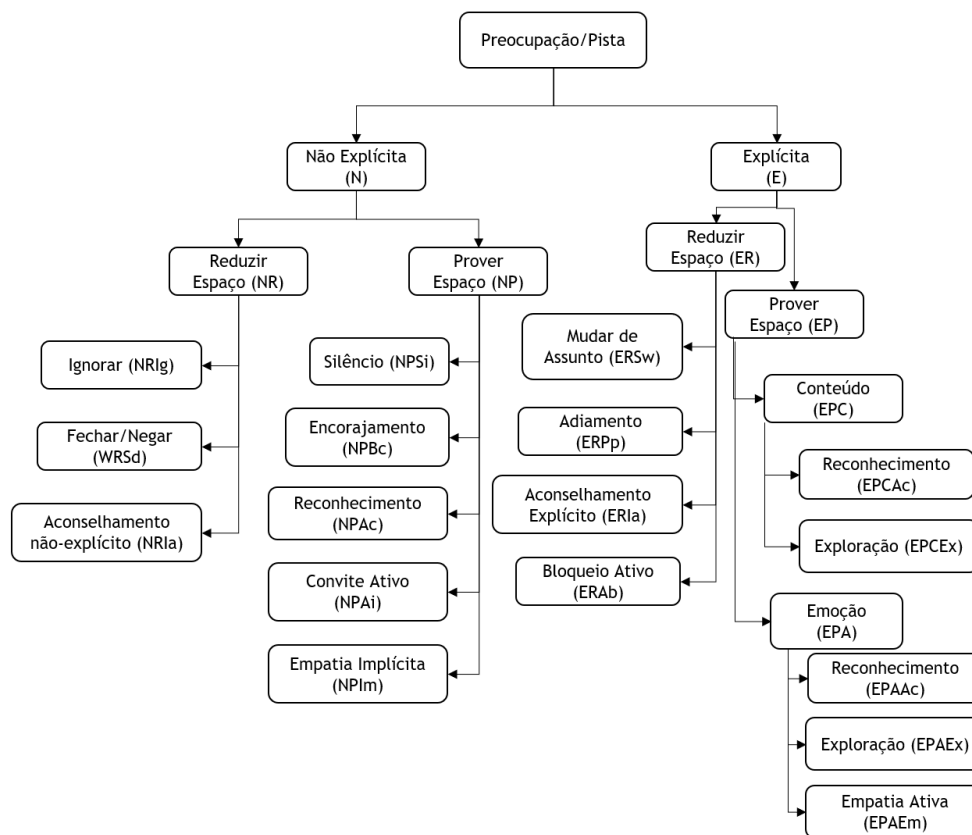 Preocupação/Pista
Não Explícita
(N)
Explícita
(E)
Reduzir
Espaço (NR)
Prover
Espaço (NP)
Reduzir
Espaço (ER)
Prover
Espaço (EP)
Ignorar (NRIg)
Fechar/Negar
(WRSd)
Aconselhamento
não-explícito (NRIa)
Silêncio (NPSi)
Encorajamento
(NPBc)
Reconhecimento
(NPAc)
Convite Ativo
(NPAi)
Empatia Implícita
(NPIm)
Mudar de
Assunto (ERSw)
Adiamento
(ERPp)
Aconselhamento
Explícito (ERIa)
Bloqueio Ativo
(ERAb)
Conteúdo
(EPC)
Reconhecimento
(EPCAc)
Exploração (EPCEx)
Emoção
(EPA)
Reconhecimento
(EPAAc)
Exploração (EPAEx)
Empatia Ativa
(EPAEm)